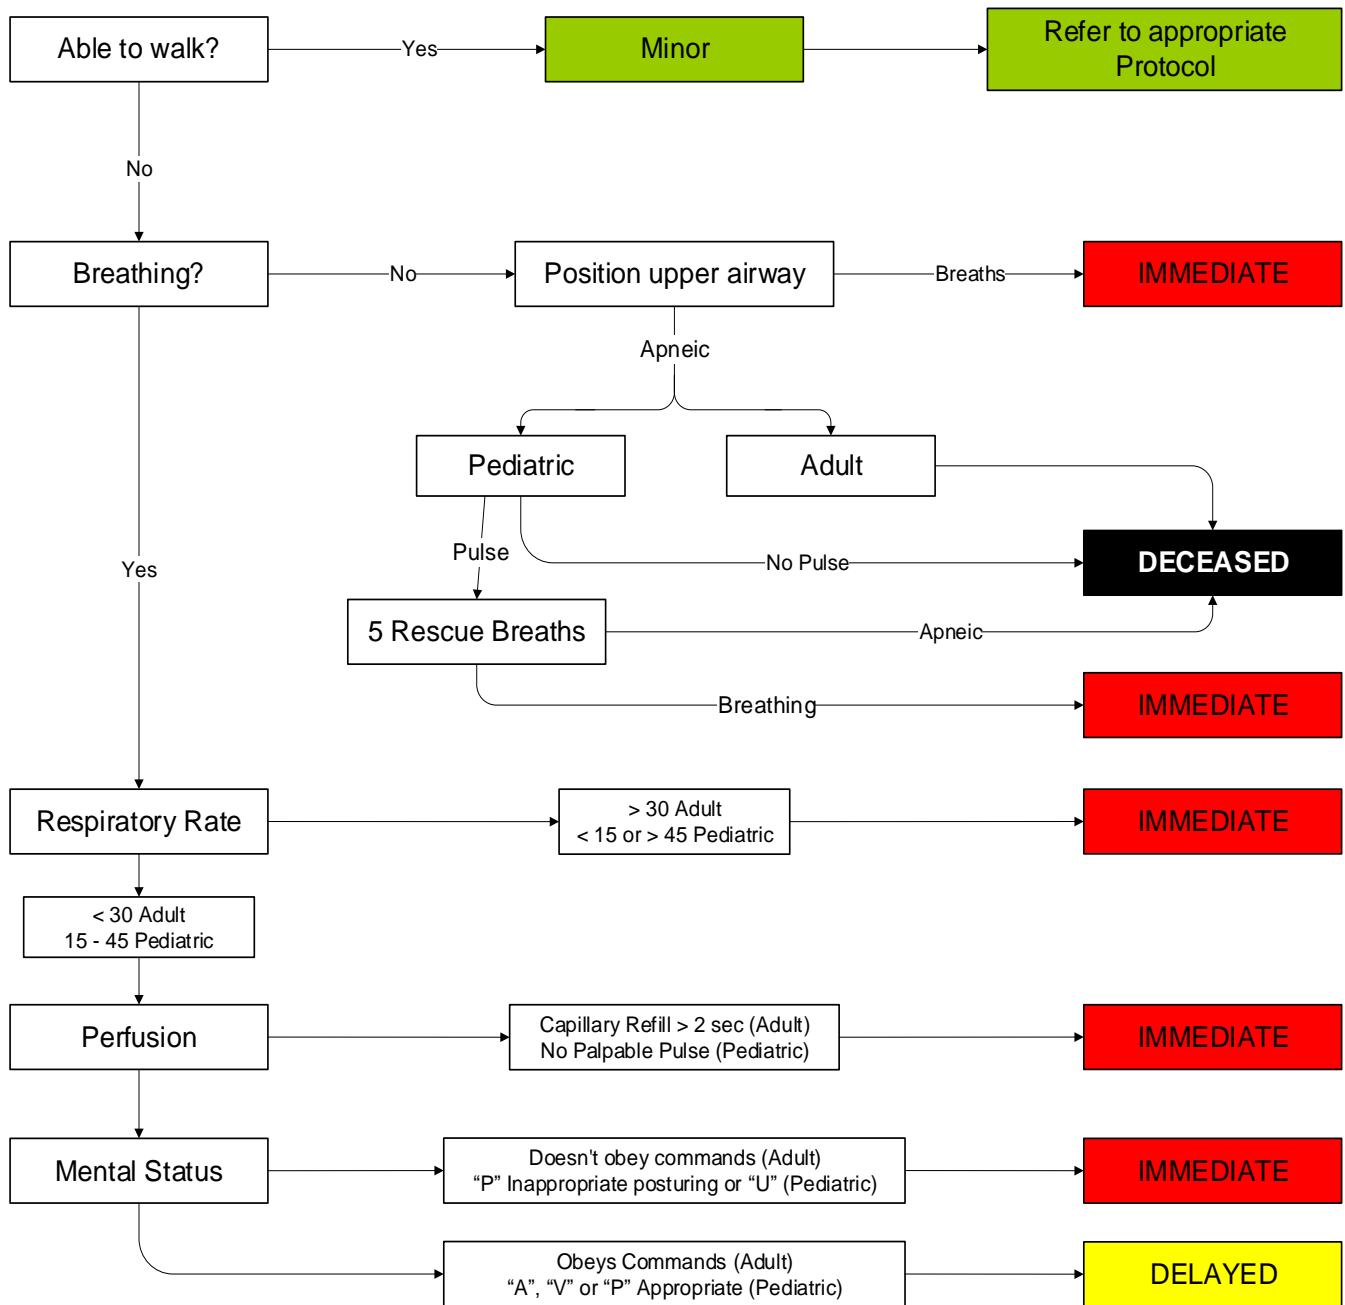 Able to walk?
Yes
Minor
Refer to appropriate
Protocol
No
Breathing?
No
Position upper airway
Breaths
IMMEDIATE
Apneic
Pediatric
Adult
Pulse
No Pulse
DECEASED
Yes
5 Rescue Breaths
Apneic
Breathing
IMMEDIATE
Respiratory Rate
> 30 Adult
< 15 or > 45 Pediatric
IMMEDIATE
< 30 Adult
15 - 45 Pediatric
Perfusion
Capillary Refill > 2 sec (Adult)
No Palpable Pulse (Pediatric)
IMMEDIATE
Mental Status
Doesn't obey commands (Adult)
“P” Inappropriate posturing or “U” (Pediatric)
IMMEDIATE
Obeys Commands (Adult)
“A”, “V” or “P” Appropriate (Pediatric)
DELAYED